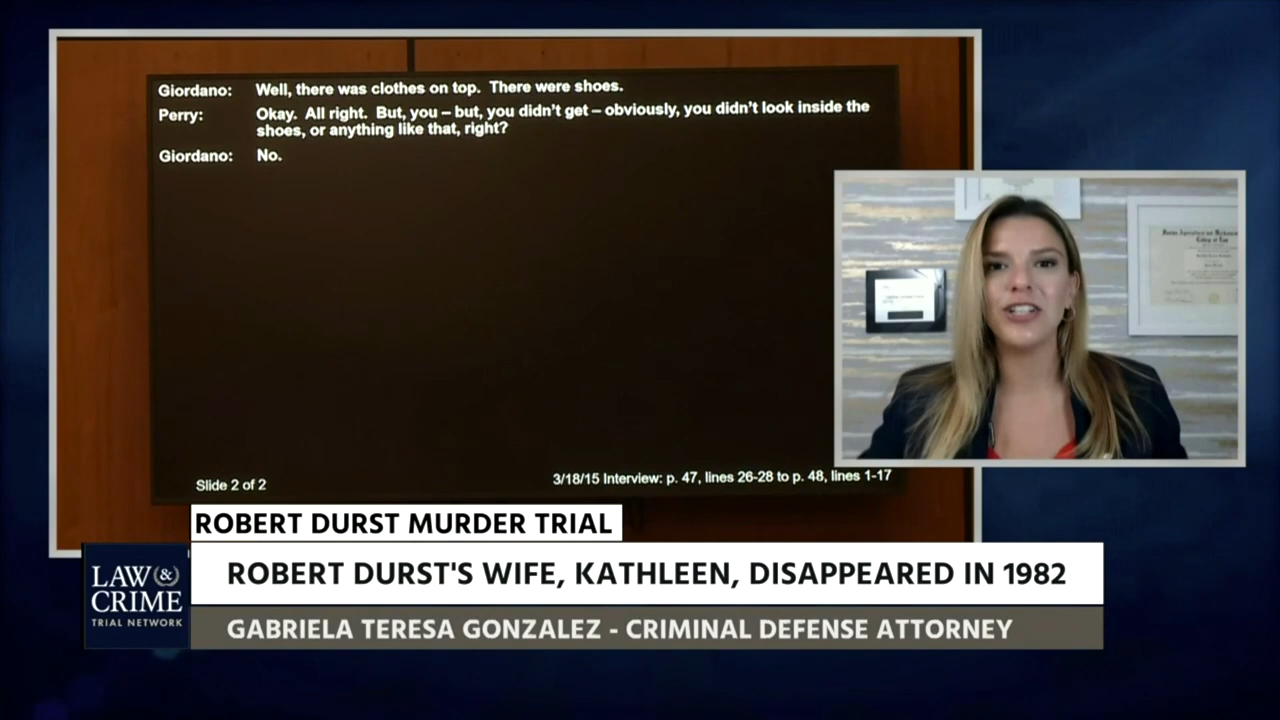 Giordano: Well, there was clothes on top. There were shoes.
Perry: Okay. All right. But, you – but, you didn't get – obviously, you didn't look inside the
shoes, or anything like that, right?
Giordano: No.
Slide 2 of 2
3/18/15 Interview: p. 47, lines 26-28 to p. 48, lines 1-17
College of Law
ROBERT DURST MURDER TRIAL
ROBERT DURST'S WIFE, KATHLEEN, DISAPPEARED IN 1982
GABRIELA TERESA GONZALEZ - CRIMINAL DEFENSE ATTORNEY
LAW &
CRIME
TRIAL NETWORK